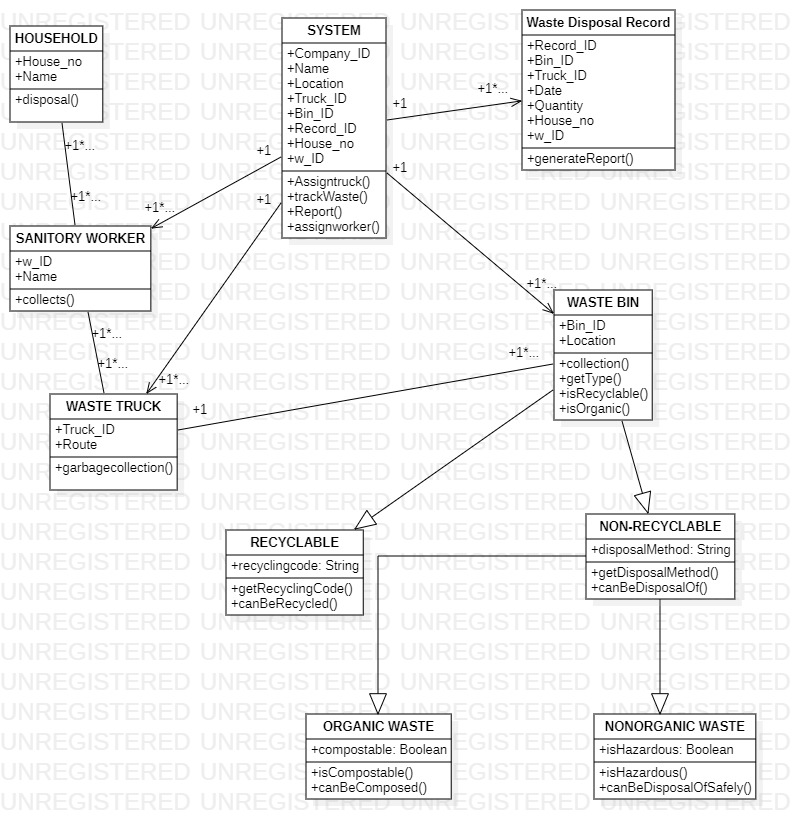 HOUSEHOLD
+House_no
+Name
+disposal()
SYSTEM
+Company_ID
+Name
+Location
+Truck_ID
+Bin_ID
+Record_ID
+House_no
+w_ID
+Assigntruck()
+trackWaste()
+Report()
+assignworker()
Waste Disposal Record
+Record_ID
+Bin_ID
+Truck_ID
+Date
+Quantity
+House_no
+w_ID
+generateReport()
+1
+1*...
+1*...
+1*...
+1
+1*...
+1
+1*...
+1
+1*...
SANITORY WORKER
+w_ID
+Name
+collects()
WASTE BIN
+Bin_ID
+Location
+collection()
+getType()
+isRecyclable()
+isOrganic()
+1*...
+1*...
+1
+1*...
WASTE TRUCK
+Truck_ID
+Route
+garbagecollection()
RECYCLABLE
+recyclingcode: String
+getRecyclingCode()
+canBeRecycled()
NON-RECYCLABLE
+disposalMethod: String
+getDisposalMethod()
+canBeDisposalOf()
ORGANIC WASTE
+compostable: Boolean
+isCompostable()
+canBeComposed()
NONORGANIC WASTE
+isHazardous: Boolean
+isHazardous()
+canBeDisposalOfSafely()
UNREGISTERED